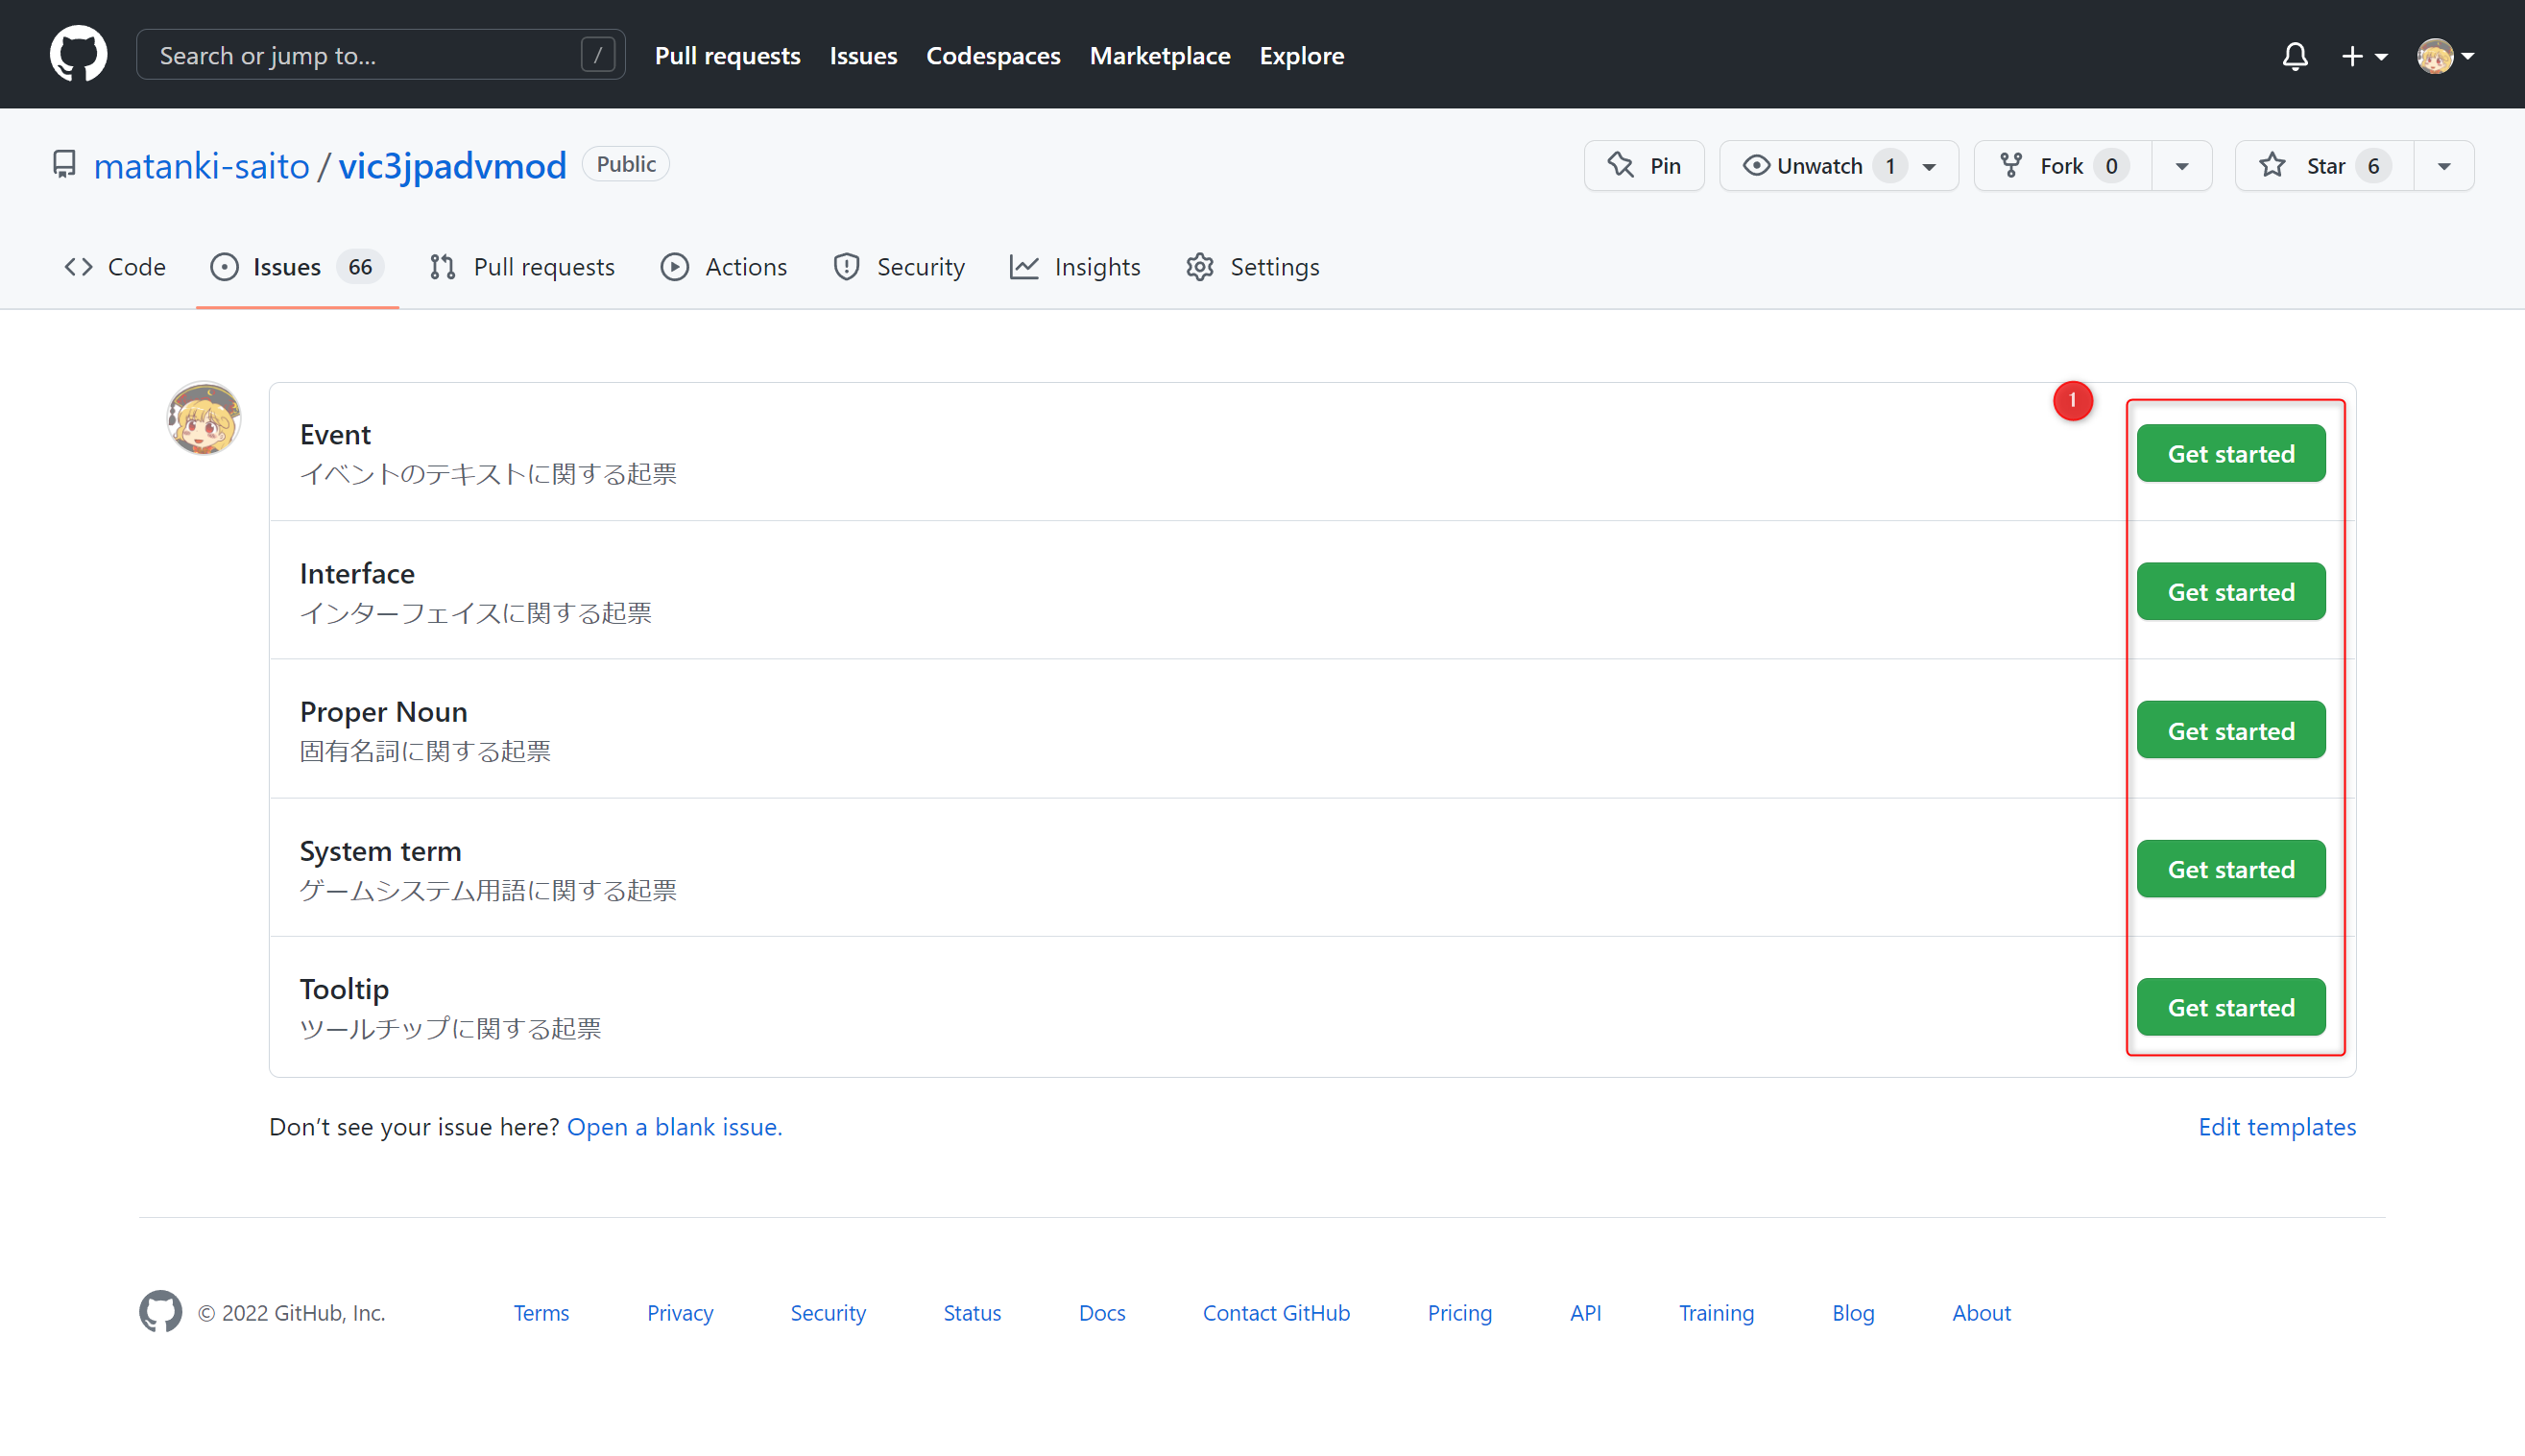 Search or jump to... /
Pull requests Issues Codespaces Marketplace Explore
matanki-saito / vic3jpadvmod Public
Pin Unwatch 1 Fork 0 Star 6
Code Issues 66 Pull requests Actions Security Insights Settings
1
Event
イベントのテキストに関する起票
Get started
Interface
インターフェイスに関する起票
Get started
Proper Noun
固有名詞に関する起票
Get started
System term
ゲームシステム用語に関する起票
Get started
Tooltip
ツールチップに関する起票
Get started
Don’t see your issue here? Open a blank issue.
Edit templates
© 2022 GitHub, Inc. Terms Privacy Security Status Docs Contact GitHub Pricing API Training Blog About